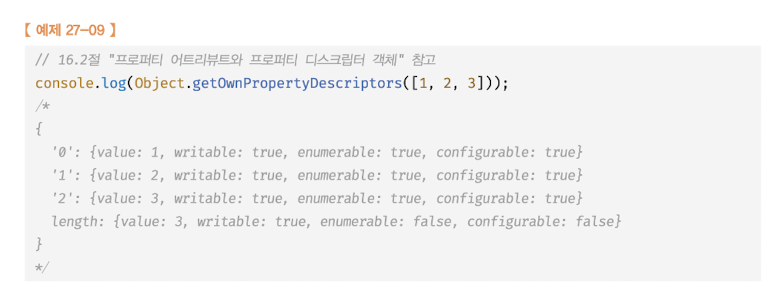 【 예제 27-09 】
// 16.2절 "프로퍼티 어트리뷰트와 프로퍼티 디스크립터 객체" 참고
console.log(Object.getOwnPropertyDescriptors([1, 2, 3]));
/*
{
  '0': {value: 1, writable: true, enumerable: true, configurable: true}
  '1': {value: 2, writable: true, enumerable: true, configurable: true}
  '2': {value: 3, writable: true, enumerable: true, configurable: true}
  length: {value: 3, writable: true, enumerable: false, configurable: false}
}
*/